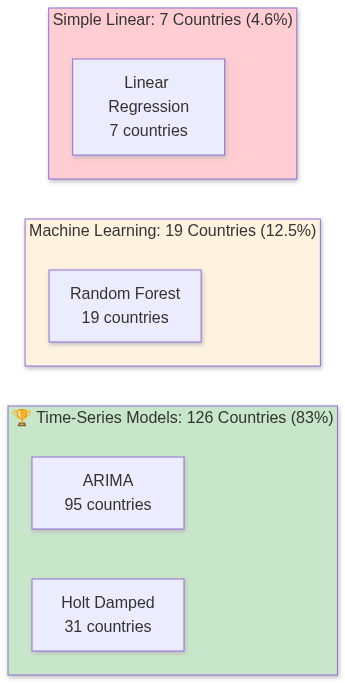 Simple Linear: 7 Countries (4.6%)
Linear
Regression
7 countries
Machine Learning: 19 Countries (12.5%)
Random Forest
19 countries
🏆 Time-Series Models: 126 Countries (83%)
ARIMA
95 countries
Holt Damped
31 countries